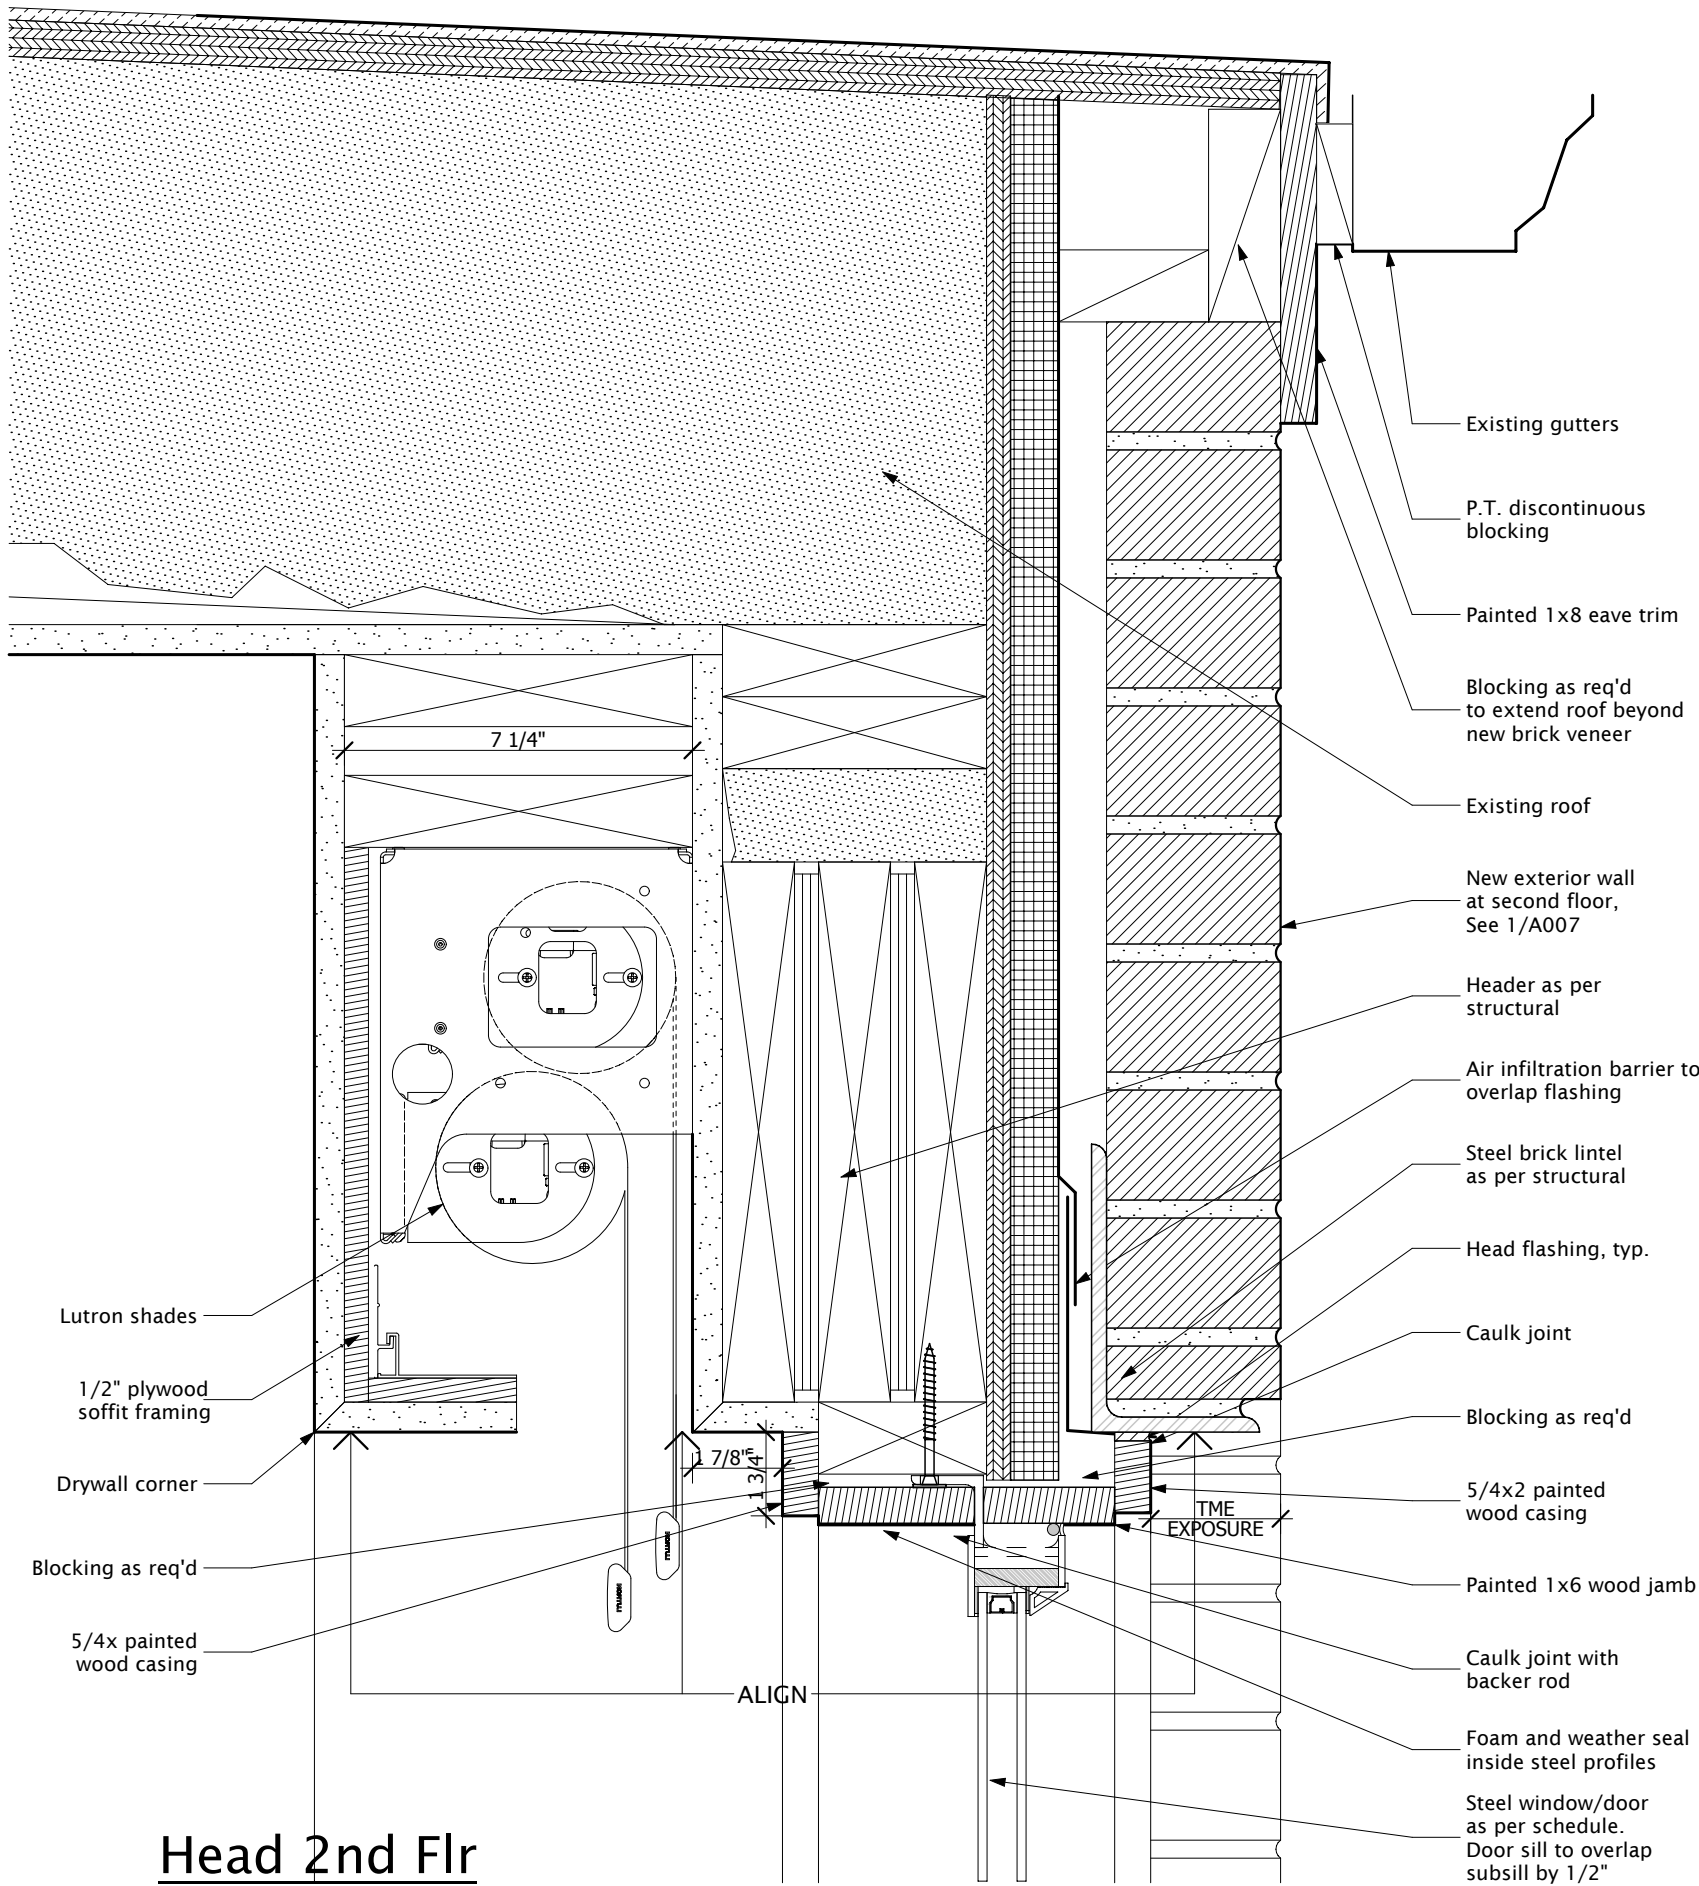 7 1/4"
Existing gutters
P.T. discontinuous
blocking
Painted 1x8 eave trim
Blocking as req'd
to extend roof beyond
new brick veneer
Existing roof
New exterior wall
at second floor,
See 1/A007
Header as per
structural
Air infiltration barrier to
overlap flashing
Steel brick lintel
as per structural
Head flashing, typ.
Caulk joint
Blocking as req'd
5/4x2 painted
wood casing
Painted 1x6 wood jamb
Caulk joint with
backer rod
Foam and weather seal
inside steel profiles
Steel window/door
as per schedule.
Door sill to overlap
subsill by 1/2"
Lutron shades
1/2" plywood
soffit framing
Drywall corner
Blocking as req'd
5/4x painted
wood casing
1 7/8"
1 3/4"
TME
EXPOSURE
ALIGN
Head 2nd Flr